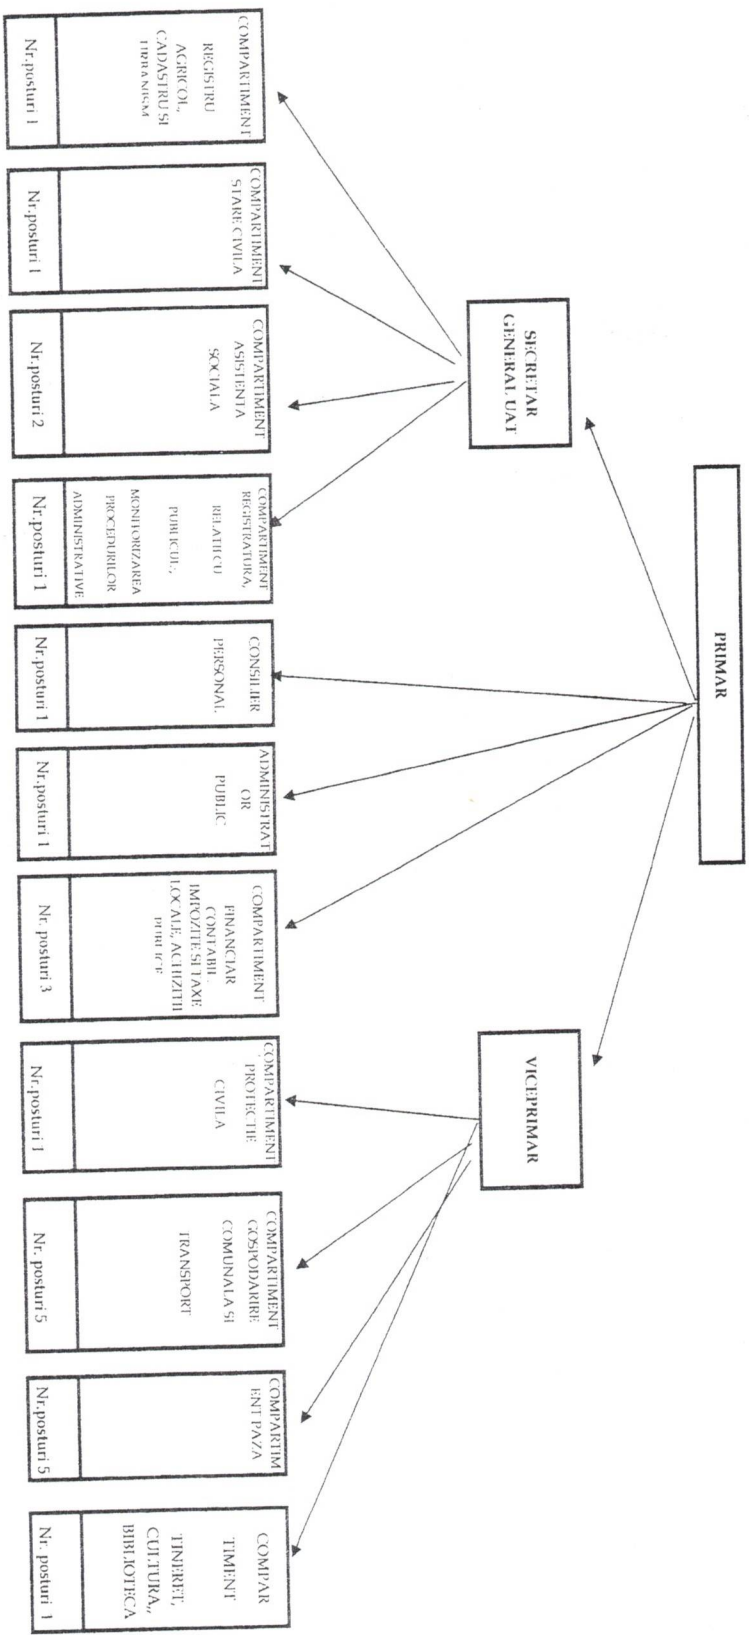 PRIMAR
SECRETAR
GENERAL UAT
VICEPRIMAR
COMPARTIMENT
REGISTRU
AGRICOL,
CADASTRU SI
URBANISM
Nr.posturi 1
COMPARTIMENT
STARE CIVILA
Nr.posturi 1
COMPARTIMENT
ASISTENTA
SOCIALA
Nr.posturi 2
COMPARTIMENT
REGISTRATURA,
RELATII CU
PUBLICUL,
MONITORIZAREA
PROCEDURILOR
ADMINISTRATIVE
Nr.posturi 1
CONSILIER
PERSONAL
Nr.posturi 1
ADMINISTRAT
OR
PUBLIC
Nr.posturi 1
COMPARTIMENT
FINANCIAR
CONTABIL
IMPOZITE SI TAXE
LOCALE, ACHIZITII
PUBLICE
Nr. posturi 3
COMPARTIMENT
PROTECTIE
CIVILA
Nr.posturi 1
COMPARTIMENT
GOSPODARIRE
COMUNALA SI
TRANSPORT
Nr. posturi 5
COMPARTIM
ENT PAZA
Nr.posturi 5
COMPAR
TIMENT
TINERET,
CULTURA,,
BIBLIOTECA
Nr. posturi 1